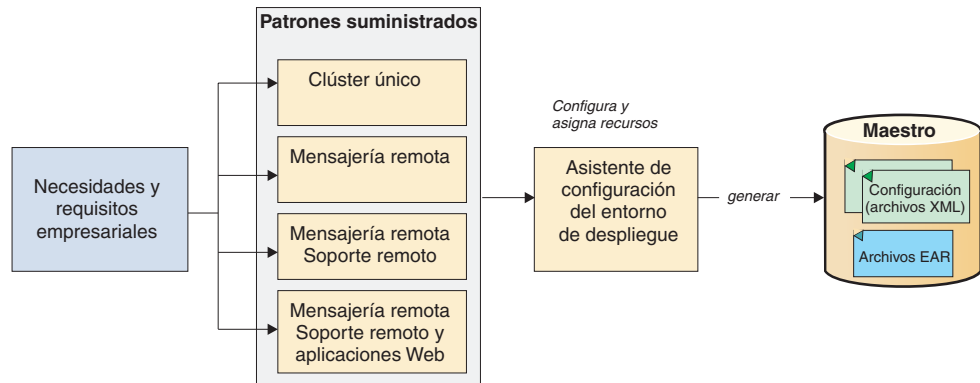 Patrones suministrados
Necesidades y
requisitos
empresariales
Clúster único
Mensajería remota
Mensajería remota
Soporte remoto
Mensajería remota
Soporte remoto y
aplicaciones Web
Configura y
asigna recursos
Asistente de
configuración
del entorno
de despliegue
generar
Maestro
Configuración
(archivos XML)
Archivos EAR